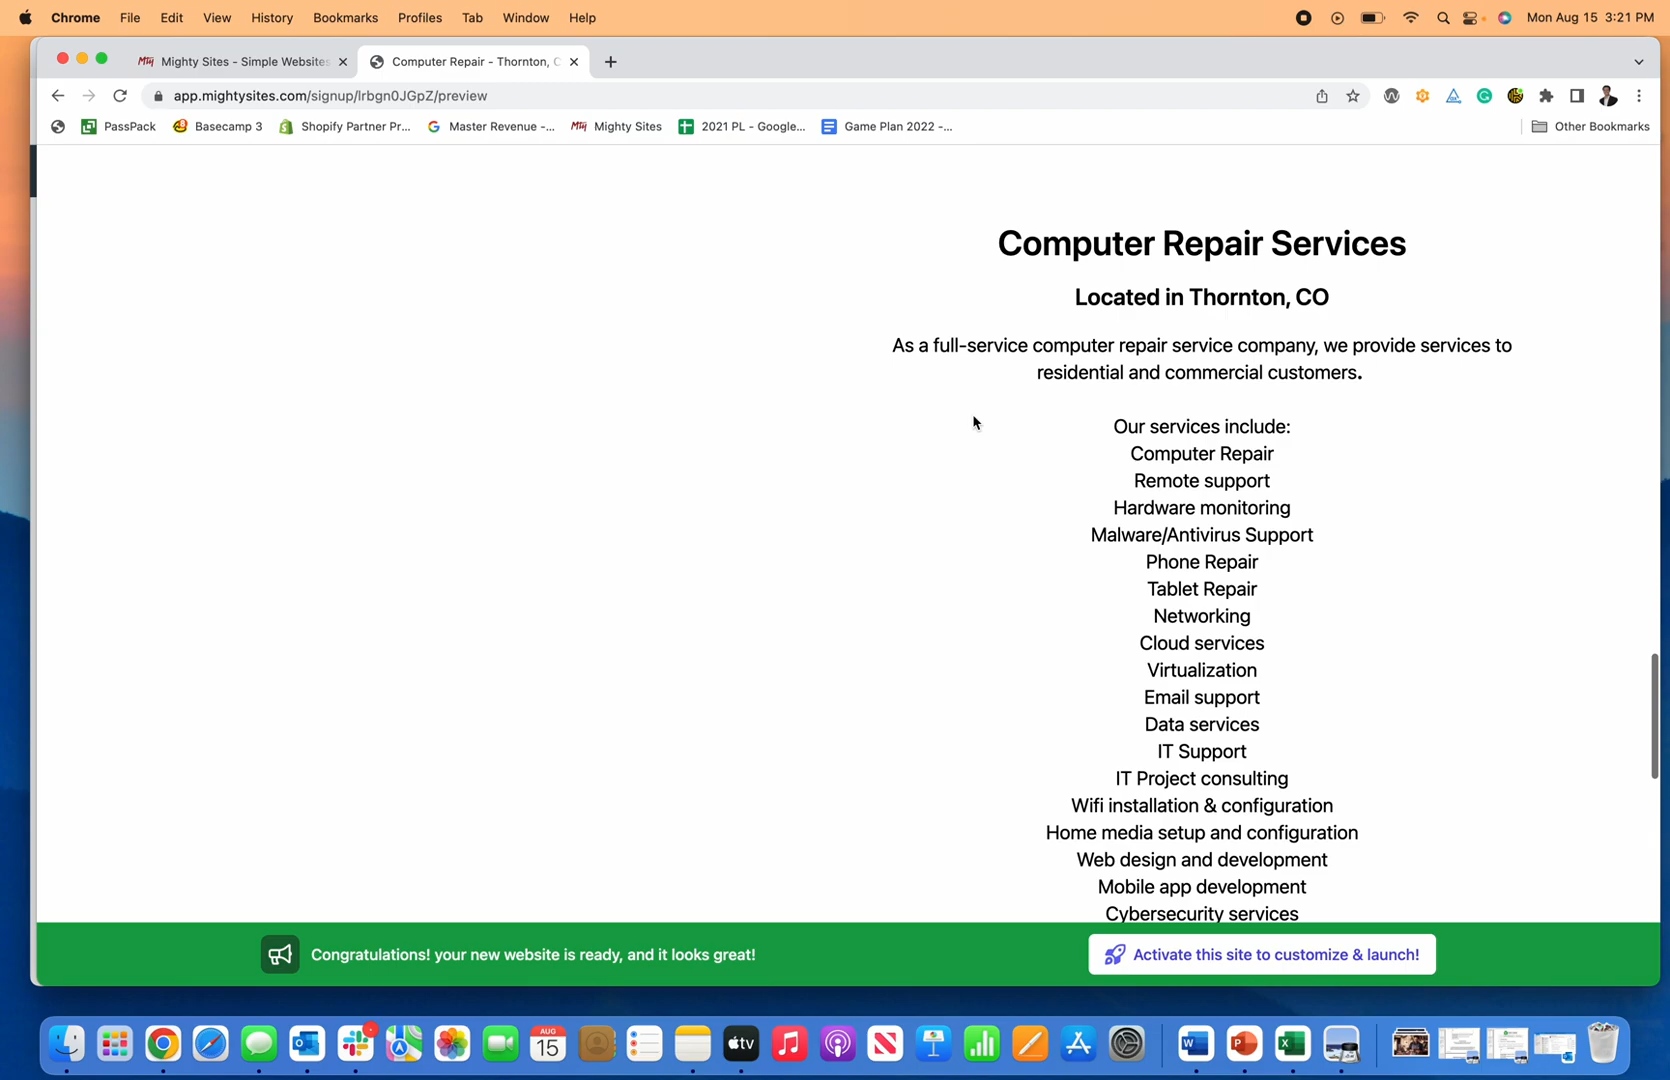 Chrome File Edit View History Bookmarks Profiles Tab Window Help Mon Aug 15 3:21 PM
Mighty Sites - Simple Websites Computer Repair - Thornton, C
app.mightysites.com/signup/lrbgn0JGpZ/preview
PassPack Basecamp 3 Shopify Partner Pr... Master Revenue -... Mighty Sites 2021 PL - Google... Game Plan 2022 -... Other Bookmarks
Computer Repair Services
Located in Thornton, CO
As a full-service computer repair service company, we provide services to
residential and commercial customers.
Our services include:
Computer Repair
Remote support
Hardware monitoring
Malware/Antivirus Support
Phone Repair
Tablet Repair
Networking
Cloud services
Virtualization
Email support
Data services
IT Support
IT Project consulting
Wifi installation & configuration
Home media setup and configuration
Web design and development
Mobile app development
Cybersecurity services
Congratulations! your new website is ready, and it looks great! Activate this site to customize & launch!
AUG
15
tv